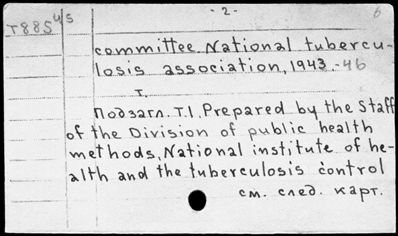 - 2 -
6
T885 u/s
committee. National tubercu-
losis association, 1943.-46
т.
Подзагл. Т.1. Prepared by the Staff
of the Division of public health
methods, National institute of he-
alth and the tuberculosis control
см. след. карт.